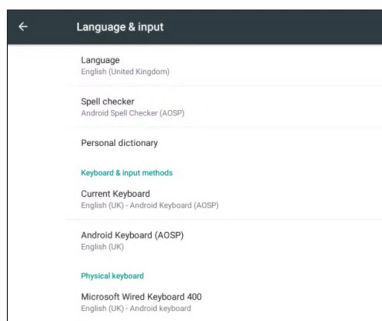 Language & input
Language
English (United Kingdom)
Spell checker
Android Spell Checker (AOSP)
Personal dictionary
Keyboard & input methods
Current Keyboard
English (UK) - Android Keyboard (AOSP)
Android Keyboard (AOSP)
English (UK)
Physical keyboard
Microsoft Wired Keyboard 400
English (UK) - Android keyboard